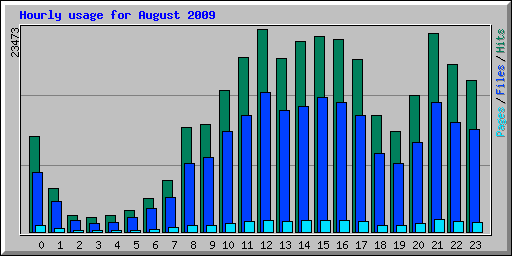 Hourly usage for August 2009
23473
Pages/Files/Hits
0 1 2 3 4 5 6 7 8 9 10 11 12 13 14 15 16 17 18 19 20 21 22 23